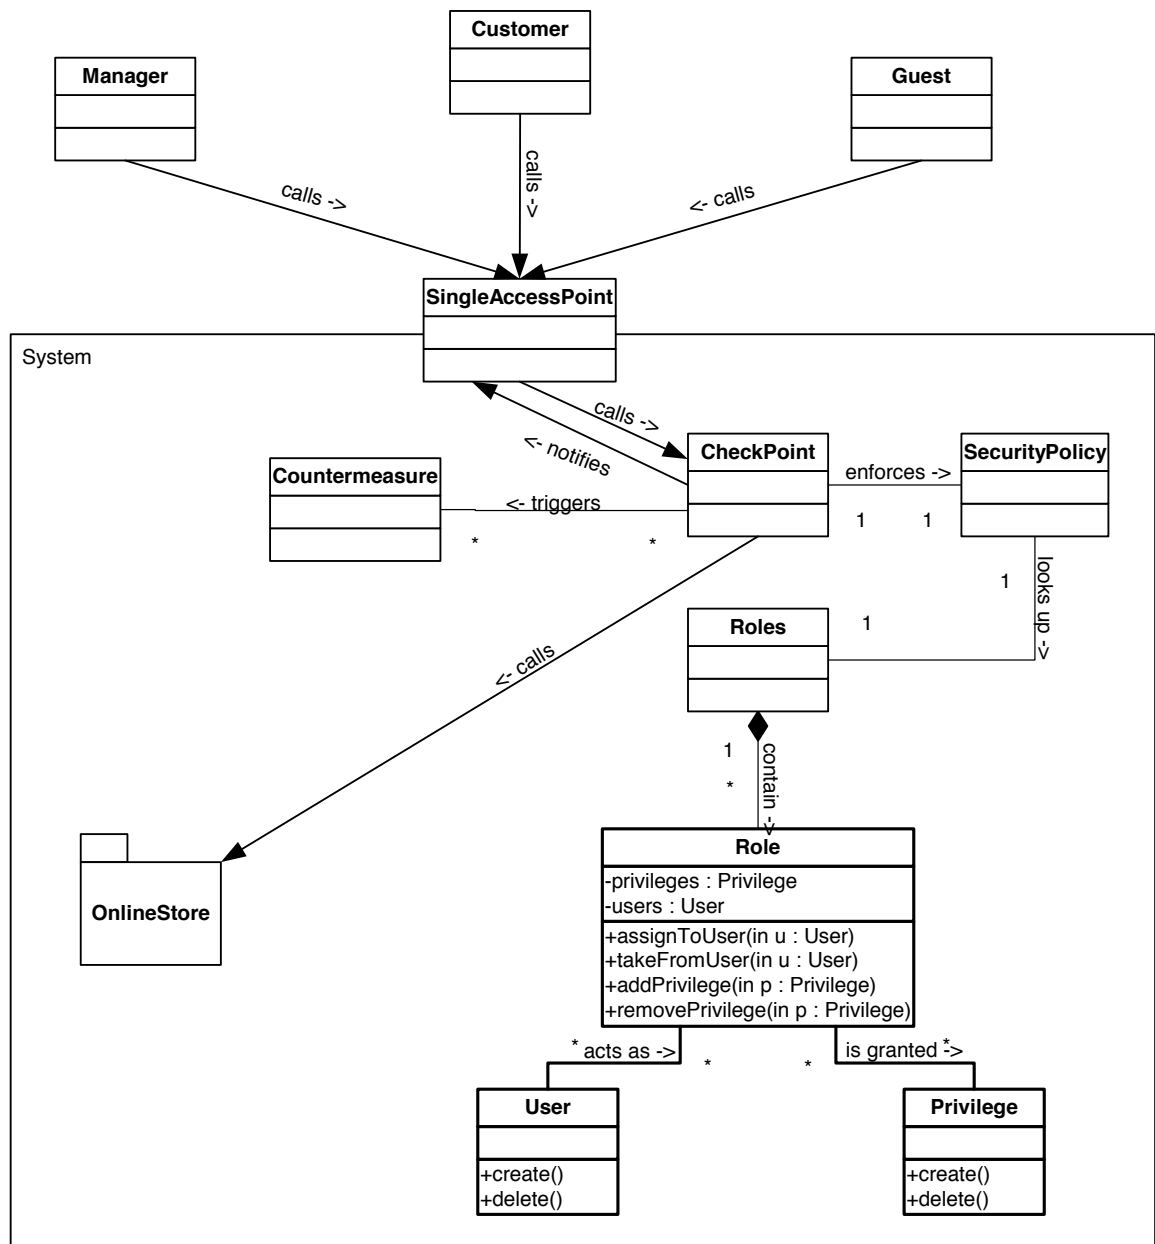 Customer
Manager
Guest
calls ->
calls ->
<- calls
SingleAccessPoint
System
calls ->
<- notifies
CheckPoint
SecurityPolicy
Countermeasure
enforces ->
<- triggers
1
1
*
*
looks up ->
1
Roles
1
<- calls
1
contain ->
*
Role
-privileges : Privilege
-users : User
OnlineStore
+assignToUser(in u : User)
+takeFromUser(in u : User)
+addPrivilege(in p : Privilege)
+removePrivilege(in p : Privilege)
*
acts as ->
*
*
is granted ->
*
User
Privilege
+create()
+delete()
+create()
+delete()